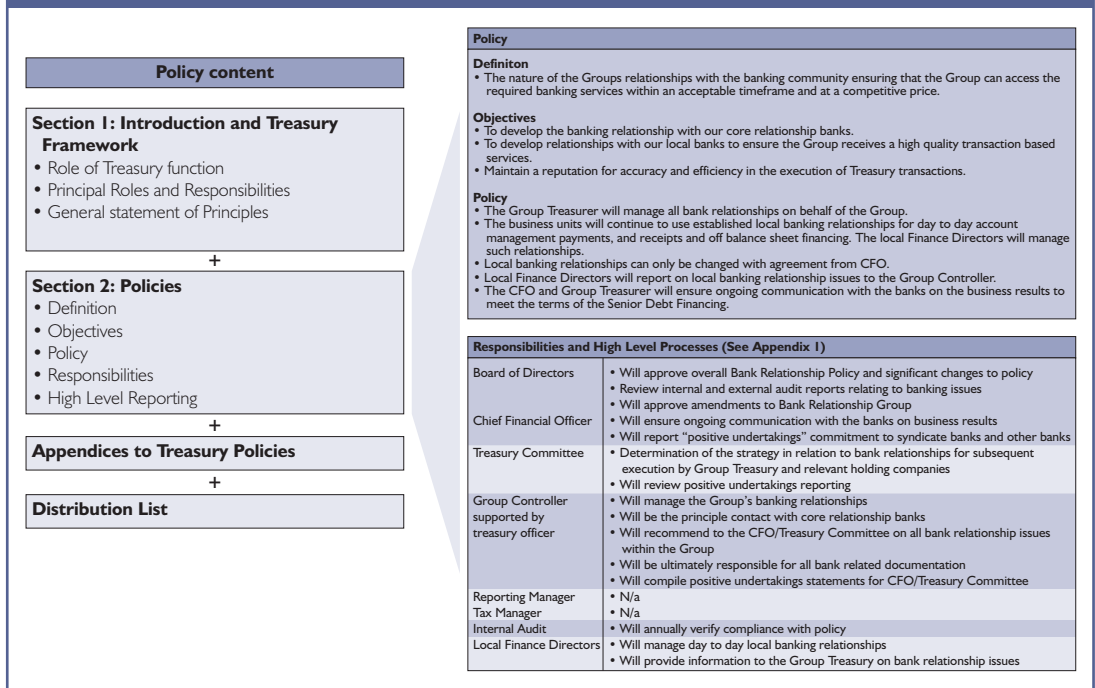 Policy content
Section 1: Introduction and Treasury
Framework
• Role of Treasury function
• Principal Roles and Responsibilities
• General statement of Principles
+
Section 2: Policies
• Definition
• Objectives
• Policy
• Responsibilities
• High Level Reporting
+
Appendices to Treasury Policies
+
Distribution List
Policy
Definiton
• The nature of the Groups relationships with the banking community ensuring that the Group can access the
required banking services within an acceptable timeframe and at a competitive price.
Objectives
• To develop the banking relationship with our core relationship banks.
• To develop relationships with our local banks to ensure the Group receives a high quality transaction based
services.
• Maintain a reputation for accuracy and efficiency in the execution of Treasury transactions.
Policy
• The Group Treasurer will manage all bank relationships on behalf of the Group.
• The business units will continue to use established local banking relationships for day to day account
management payments, and receipts and off balance sheet financing. The local Finance Directors will manage
such relationships.
• Local banking relationships can only be changed with agreement from CFO.
• Local Finance Directors will report on local banking relationship issues to the Group Controller.
• The CFO and Group Treasurer will ensure ongoing communication with the banks on the business results to
meet the terms of the Senior Debt Financing.
Responsibilities and High Level Processes (See Appendix 1)
Board of Directors • Will approve overall Bank Relationship Policy and significant changes to policy
• Review internal and external audit reports relating to banking issues
• Will approve amendments to Bank Relationship Group
Chief Financial Officer • Will ensure ongoing communication with the banks on business results
• Will report "positive undertakings" commitment to syndicate banks and other banks
Treasury Committee • Determination of the strategy in relation to bank relationships for subsequent
execution by Group Treasury and relevant holding companies
• Will review positive undertakings reporting
Group Controller • Will manage the Group's banking relationships
supported by • Will be the principle contact with core relationship banks
treasury officer • Will recommend to the CFO/Treasury Committee on all bank relationship issues
within the Group
• Will be ultimately responsible for all bank related documentation
• Will compile positive undertakings statements for CFO/Treasury Committee
Reporting Manager • N/a
Tax Manager • N/a
Internal Audit • Will annually verify compliance with policy
Local Finance Directors • Will manage day to day local banking relationships
• Will provide information to the Group Treasury on bank relationship issues